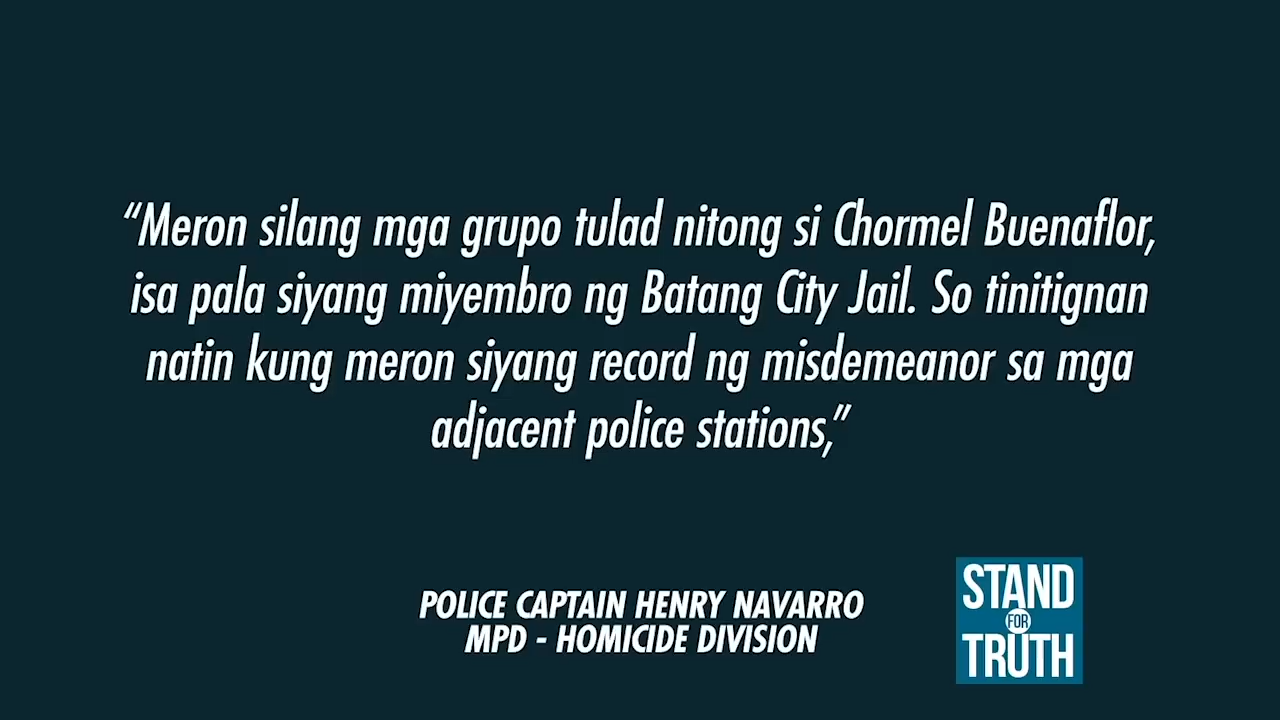 “Meron silang mga grupo tulad nitong si Chormel Buenaflor,
isa pala siyang miyembro ng Batang City Jail. So tinitignan
natin kung meron siyang record ng misdemeanor sa mga
adjacent police stations,”
POLICE CAPTAIN HENRY NAVARRO
MPD - HOMICIDE DIVISION
STAND
FOR
TRUTH